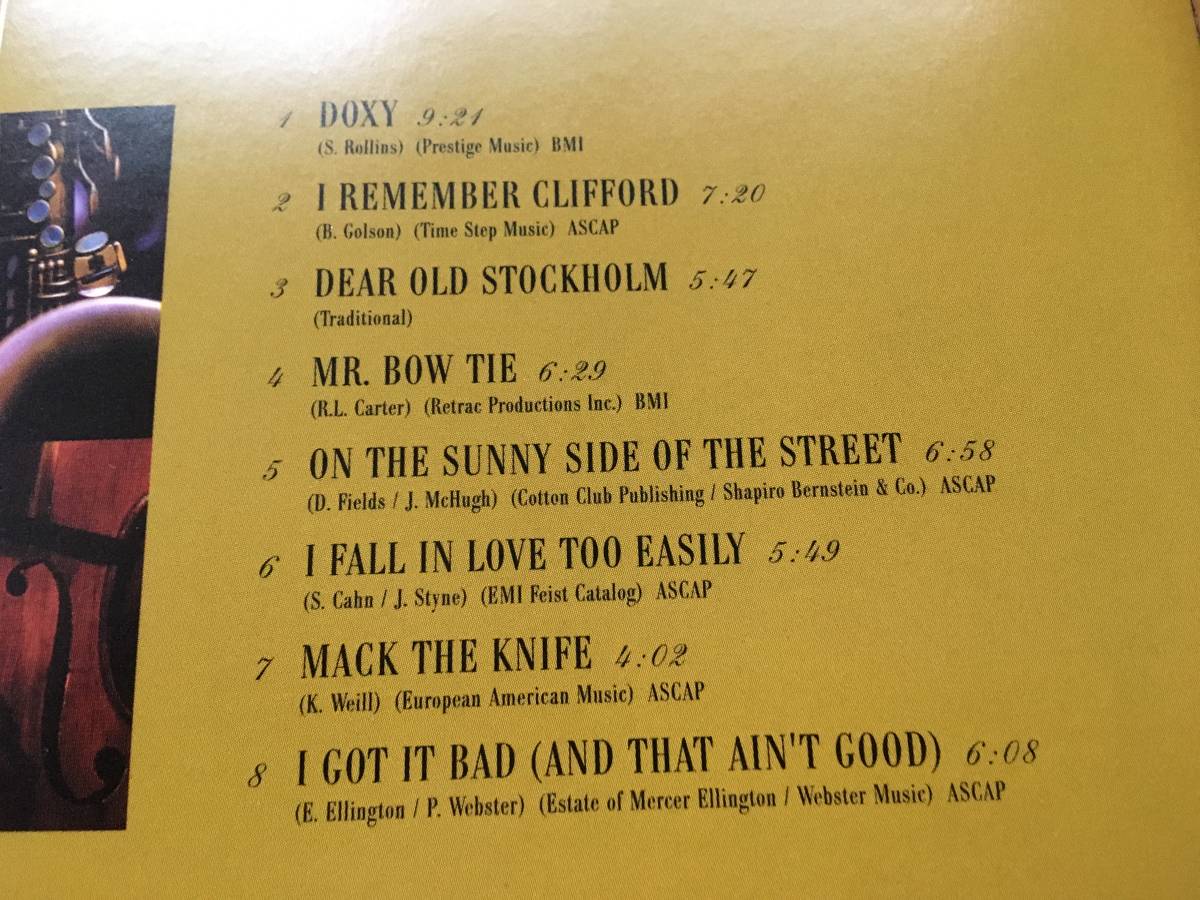 1 DOXY 9:21
(S. Rollins) (Prestige Music) BMI
2 I REMEMBER CLIFFORD 7:20
(B. Golson) (Time Step Music) ASCAP
3 DEAR OLD STOCKHOLM 5:47
(Traditional)
4 MR. BOW TIE 6:29
(R.L. Carter) (Retrac Productions Inc.) BMI
5 ON THE SUNNY SIDE OF THE STREET 6:58
(D. Fields / J. McHugh) (Cotton Club Publishing / Shapiro Bernstein & Co.) ASCAP
6 I FALL IN LOVE TOO EASILY 5:49
(S. Cahn / J. Styne) (EMI Feist Catalog) ASCAP
7 MACK THE KNIFE 4:02
(K. Weill) (European American Music) ASCAP
8 I GOT IT BAD (AND THAT AIN'T GOOD) 6:08
(E. Ellington / P. Webster) (Estate of Mercer Ellington / Webster Music) ASCAP